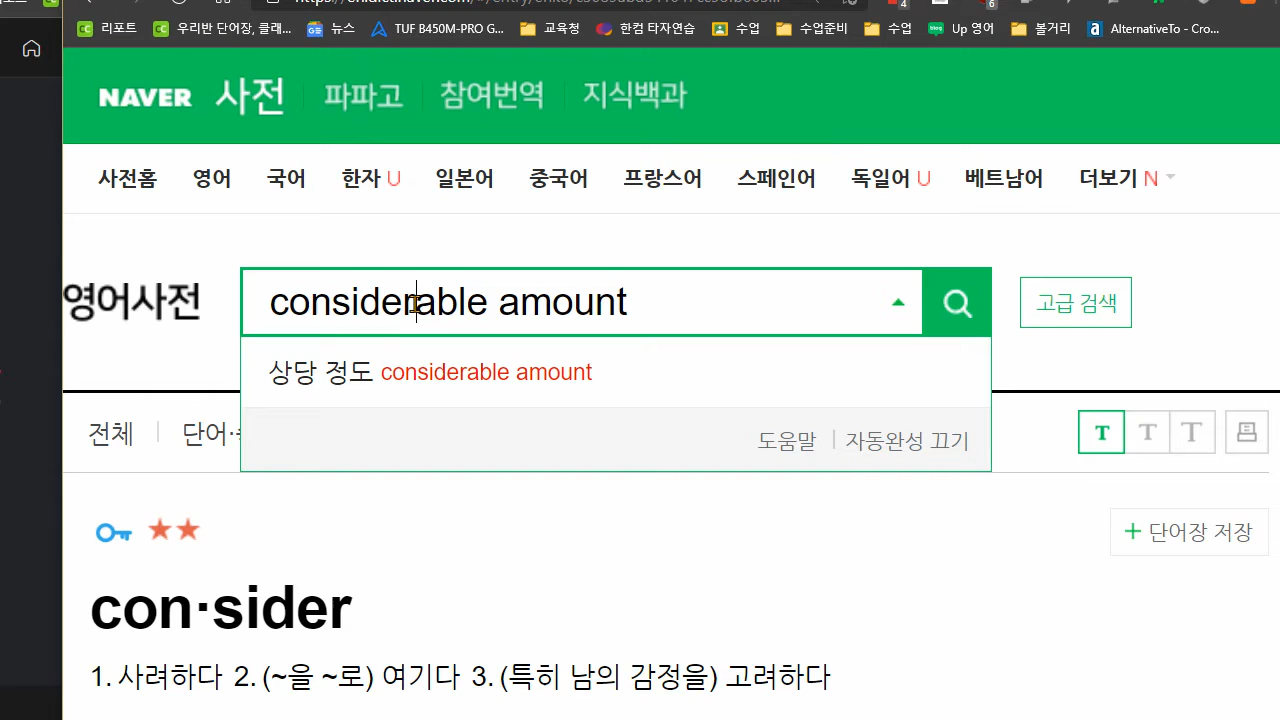 4
6
리포트 우리반 단어장, 클래... 뉴스 TUF B450M-PRO G... 교육청 한컴 타자연습 수업 수업준비 수업 Up 영어 볼거리 AlternativeTo - Cro...
NAVER 사전 파파고 참여번역 지식백과
사전홈 영어 국어 한자 U 일본어 중국어 프랑스어 스페인어 독일어 U 베트남어 더보기 N
영어사전 considerable amount 고급 검색
상당 정도 considerable amount
전체 단어· T T T
도움말 자동완성 끄기
단어장 저장
con·sider
1. 사려하다 2. (~을 ~로) 여기다 3. (특히 남의 감정을) 고려하다